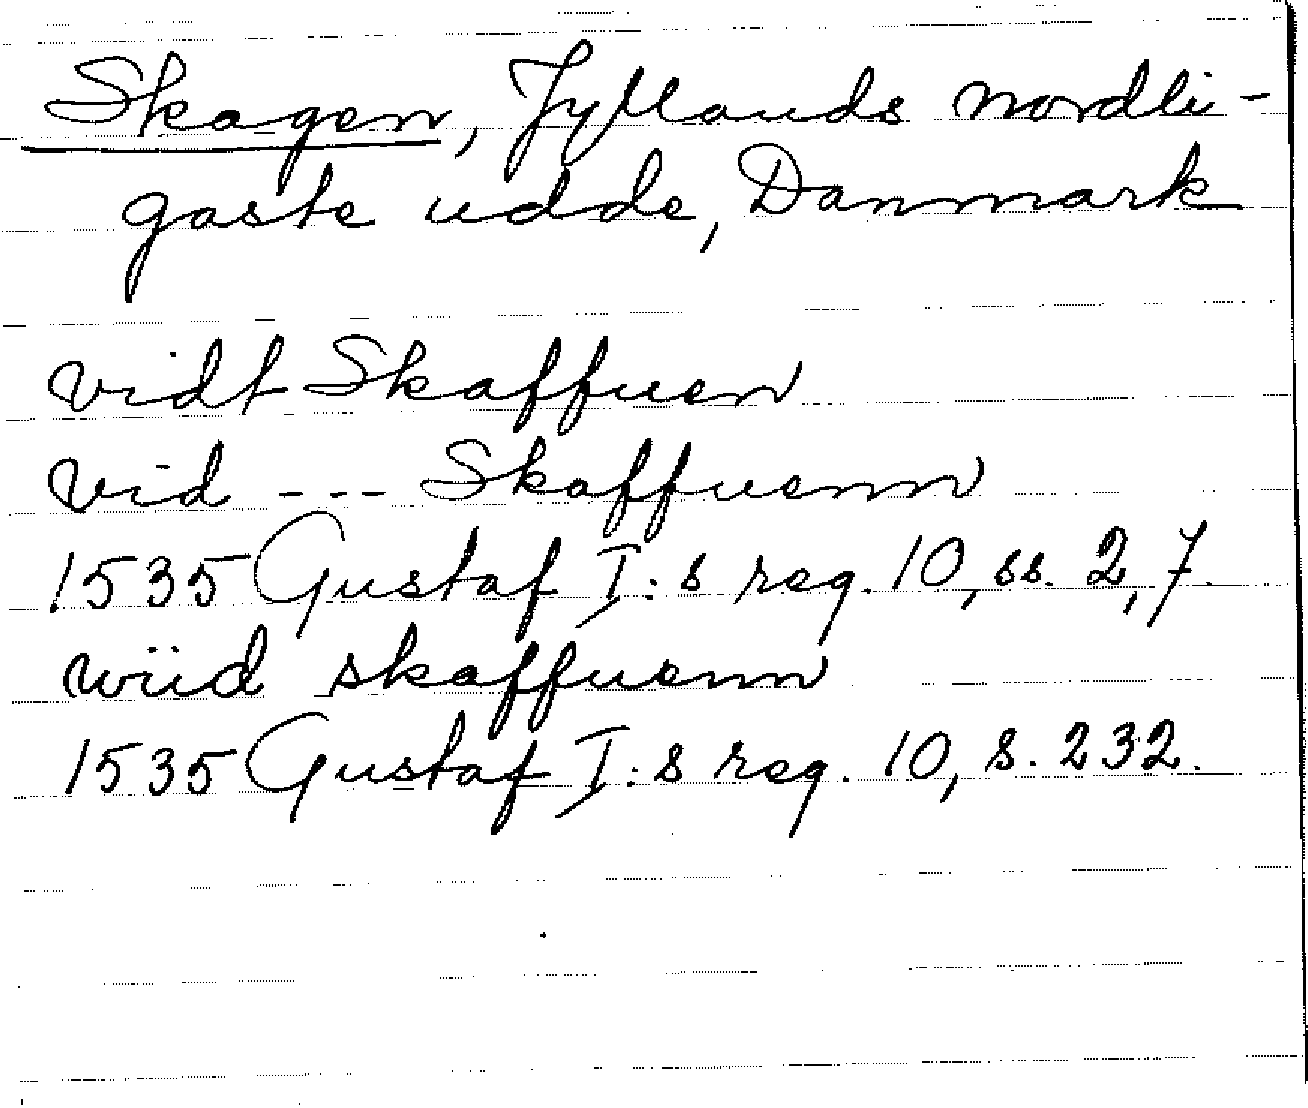 Skagen, Jyllands nordli-
gaste udde, Danmark
vidt Skaffuen
vid --- Skaffuenn
1535 Gustaf I:s reg. 10, ss. 2, 7.
wiid skaffuenn
1535 Gustaf I:s reg. 10, s. 232.